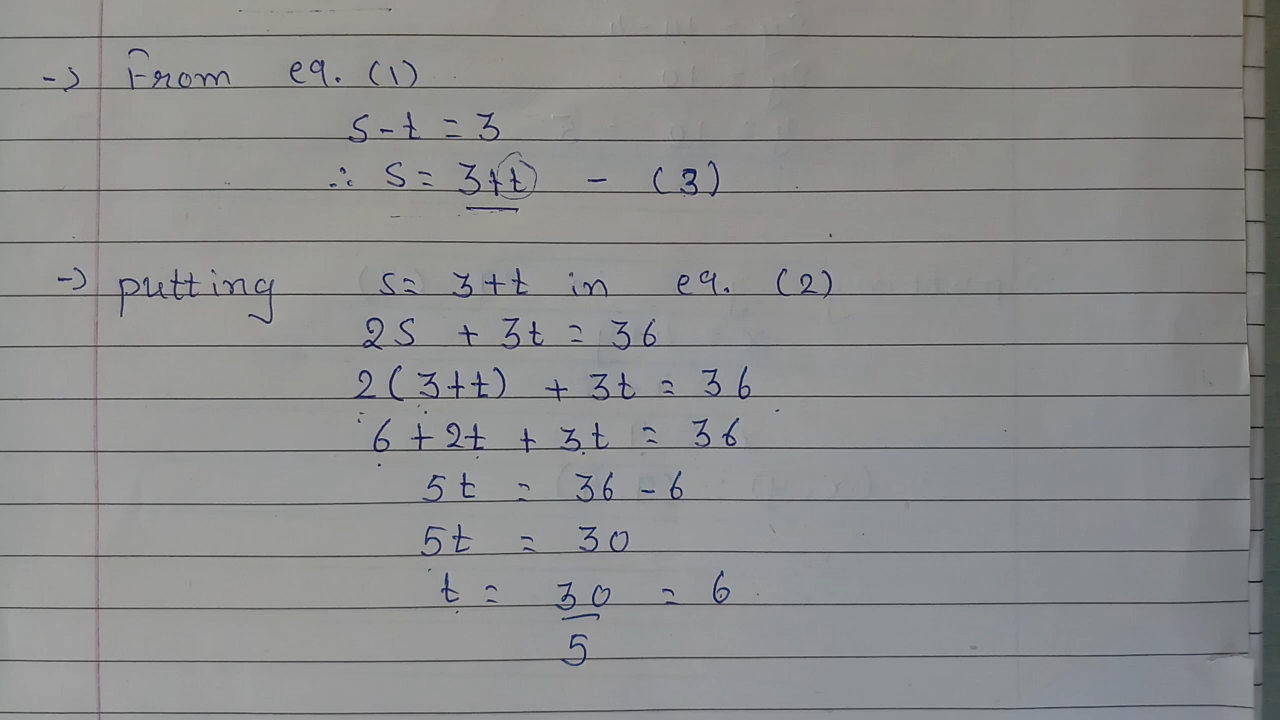 → From eq. (1)
s-t = 3
∴ s = 3+t - (3)
→ putting s= 3+t in eq. (2)
2s + 3t = 36
2(3+t) + 3t = 36
6 + 2t + 3t = 36
5t = 36 - 6
5t = 30
t = 30 = 6
5